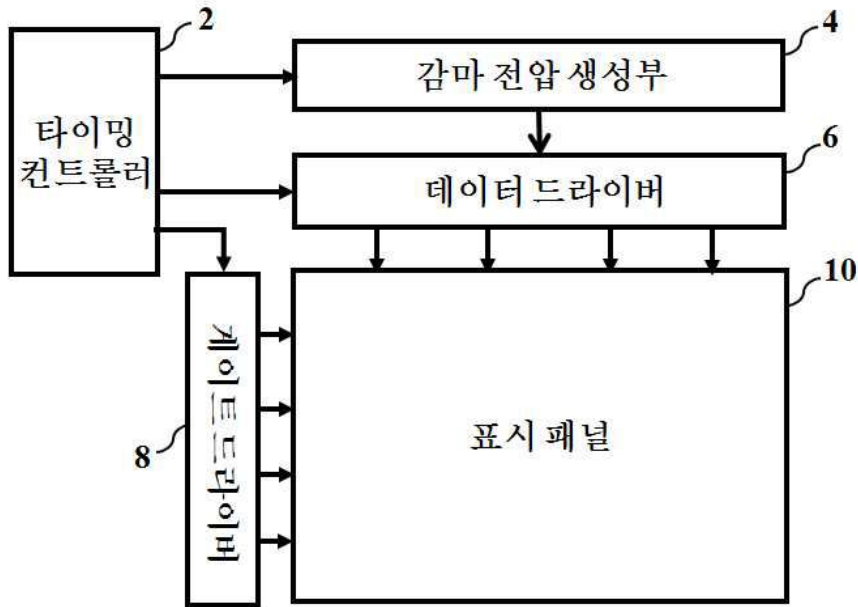 2
4
감마 전압 생성부
타이밍
컨트롤러
6
데이터 드라이버
10
게이트 드라이버
8
표시 패널